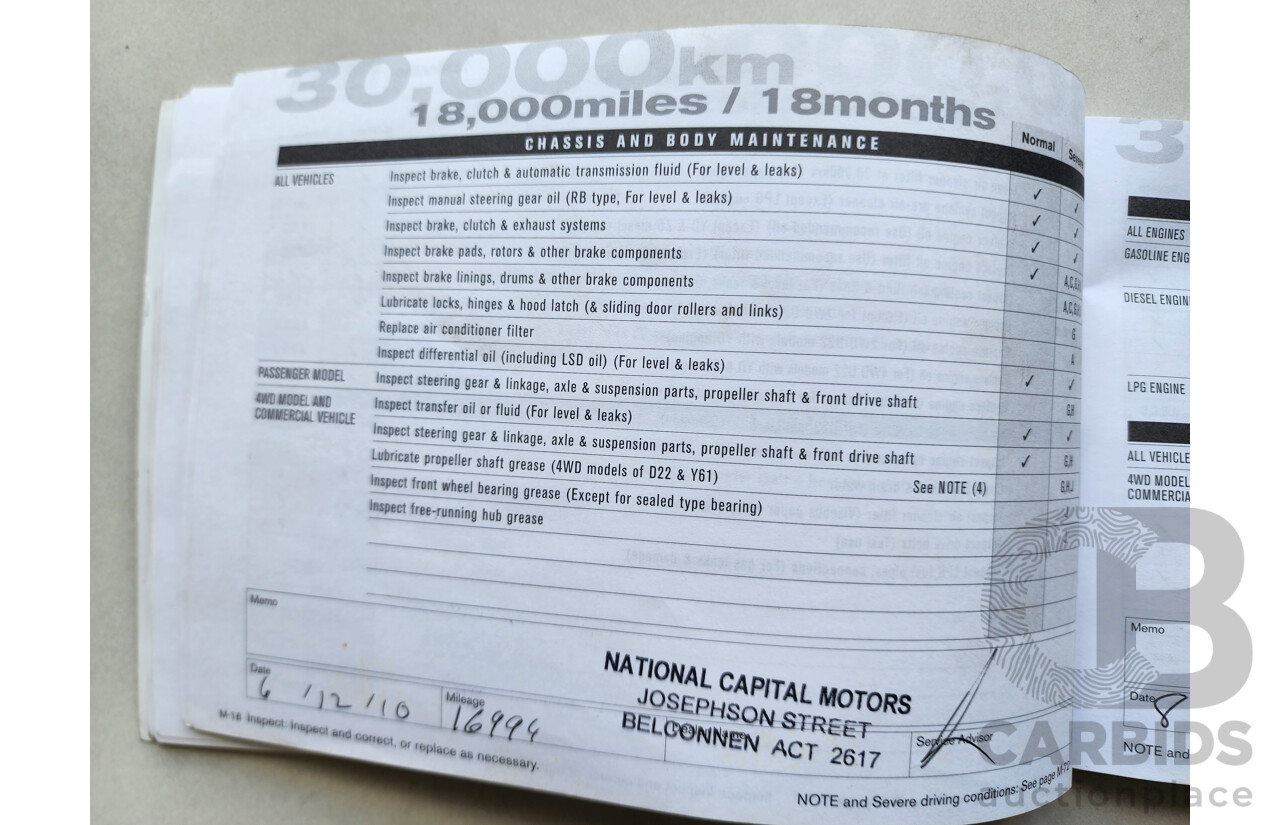 30,000km
18,000miles / 18months
CHASSIS AND BODY MAINTENANCE
Normal
ALL VEHICLES
Inspect brake, clutch & automatic transmission fluid (For level & leaks) ✓ ✓
Inspect manual steering gear oil (RB type, For level & leaks) ✓ ✓
Inspect brake, clutch & exhaust systems ✓ ✓
Inspect brake pads, rotors & other brake components ✓
Inspect brake linings, drums & other brake components
Lubricate locks, hinges & hood latch (& sliding door rollers and links) G
Replace air conditioner filter A
Inspect differential oil (including LSD oil) (For level & leaks) ✓ ✓
PASSENGER MODEL
Inspect steering gear & linkage, axle & suspension parts, propeller shaft & front drive shaft G,H
4WD MODEL AND
COMMERCIAL VEHICLE
Inspect transfer oil or fluid (For level & leaks) ✓ ✓
Inspect steering gear & linkage, axle & suspension parts, propeller shaft & front drive shaft ✓ G,H
Lubricate propeller shaft grease (4WD models of D22 & Y61) See NOTE (4) G,H,J
Inspect front wheel bearing grease (Except for sealed type bearing)
Inspect free-running hub grease
Memo
Date
6 / 12 / 10
Mileage
16994
NATIONAL CAPITAL MOTORS
JOSEPHSON STREET
BELCONNEN ACT 2617
Dealer Name
Service Advisor
M-18 Inspect: Inspect and correct, or replace as necessary.
NOTE and Severe driving conditions: See page M-72
3
ALL ENGINES
GASOLINE ENG
DIESEL ENGIN
LPG ENGINE
ALL VEHICLE
4WD MODEL
COMMERCIA
Memo
Date 8
NOTE and
CARBIDS
auctionplace